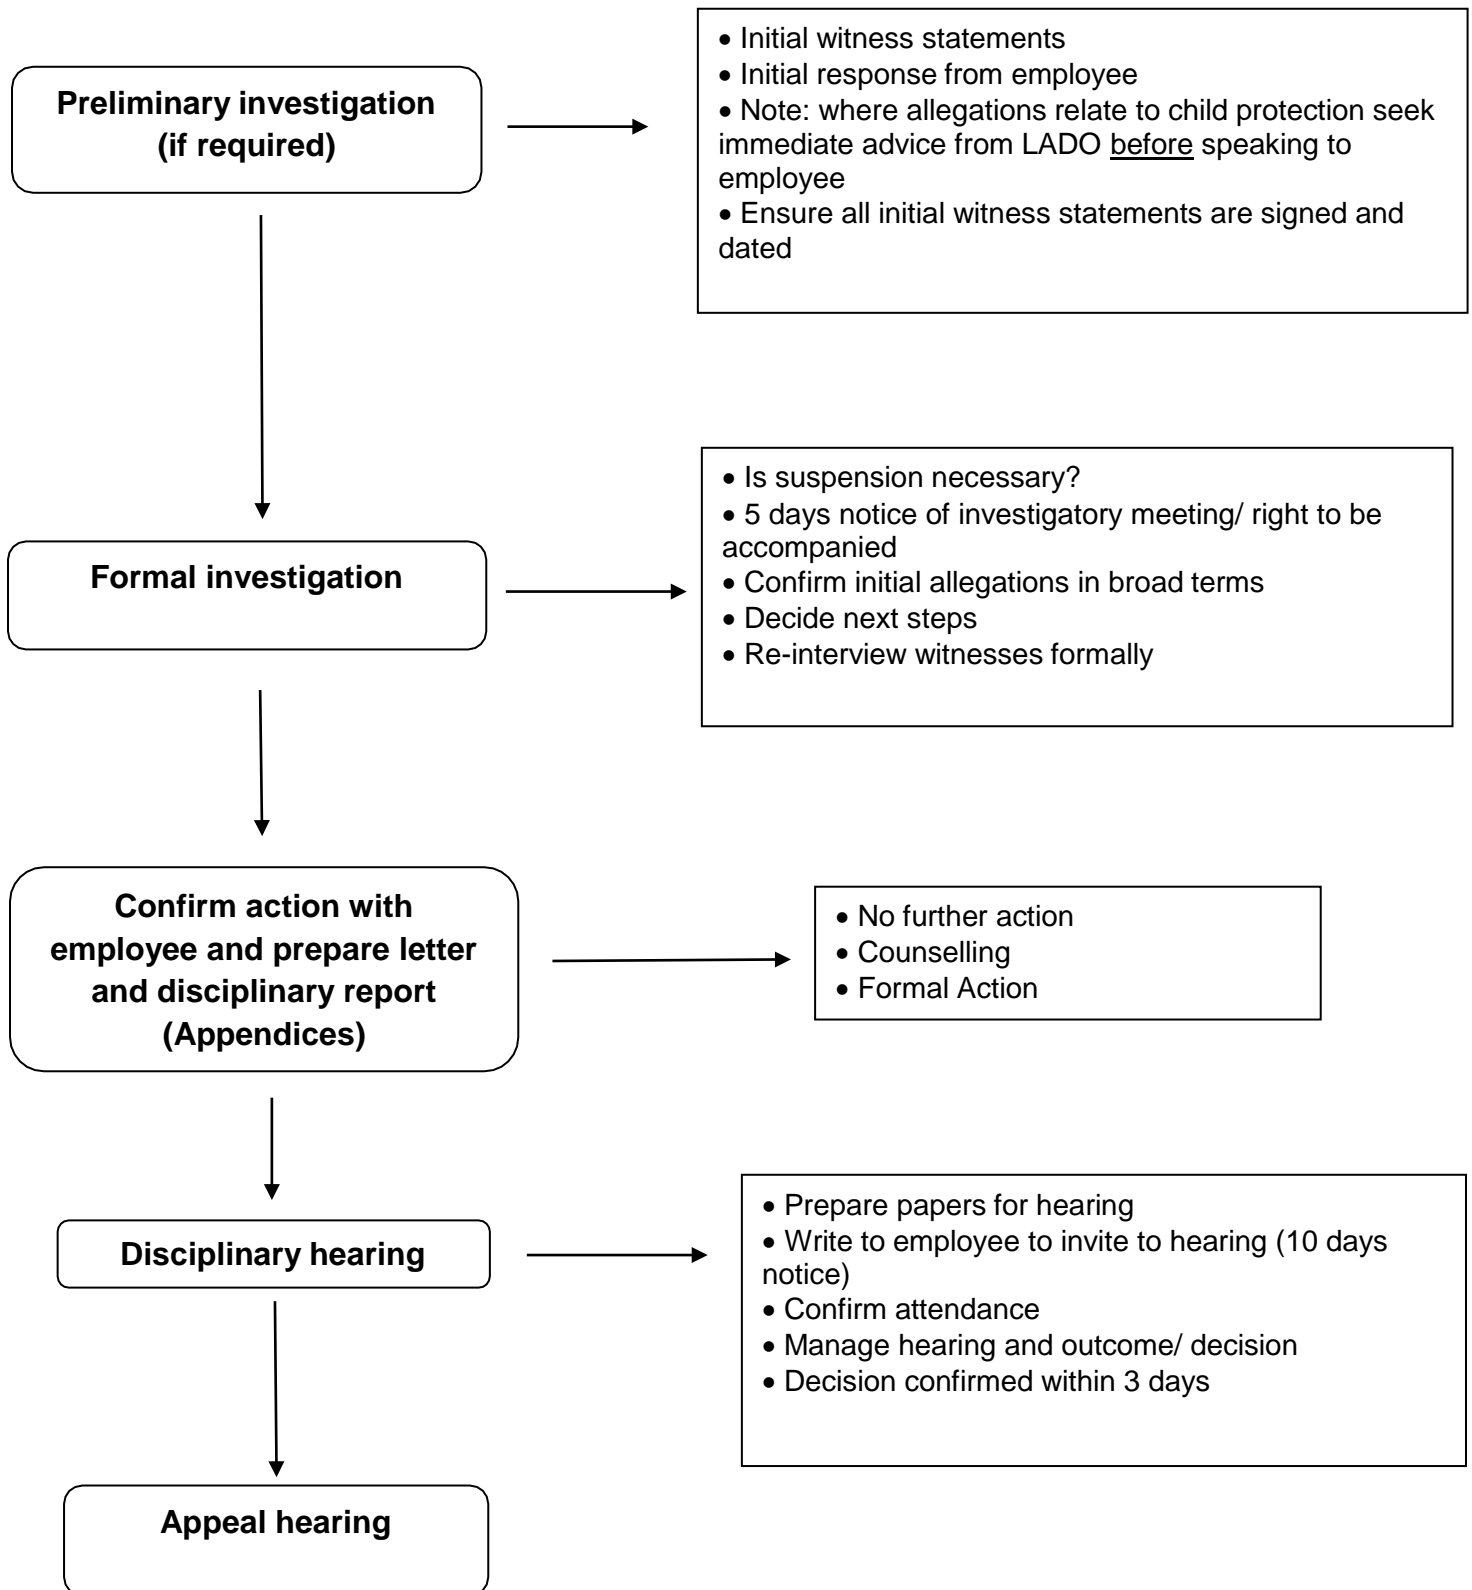 Preliminary investigation
(if required)
• Initial witness statements
• Initial response from employee
• Note: where allegations relate to child protection seek
immediate advice from LADO before speaking to
employee
• Ensure all initial witness statements are signed and
dated
Formal investigation
• Is suspension necessary?
• 5 days notice of investigatory meeting/ right to be
accompanied
• Confirm initial allegations in broad terms
• Decide next steps
• Re-interview witnesses formally
Confirm action with
employee and prepare letter
and disciplinary report
(Appendices)
• No further action
• Counselling
• Formal Action
Disciplinary hearing
• Prepare papers for hearing
• Write to employee to invite to hearing (10 days
notice)
• Confirm attendance
• Manage hearing and outcome/ decision
• Decision confirmed within 3 days
Appeal hearing